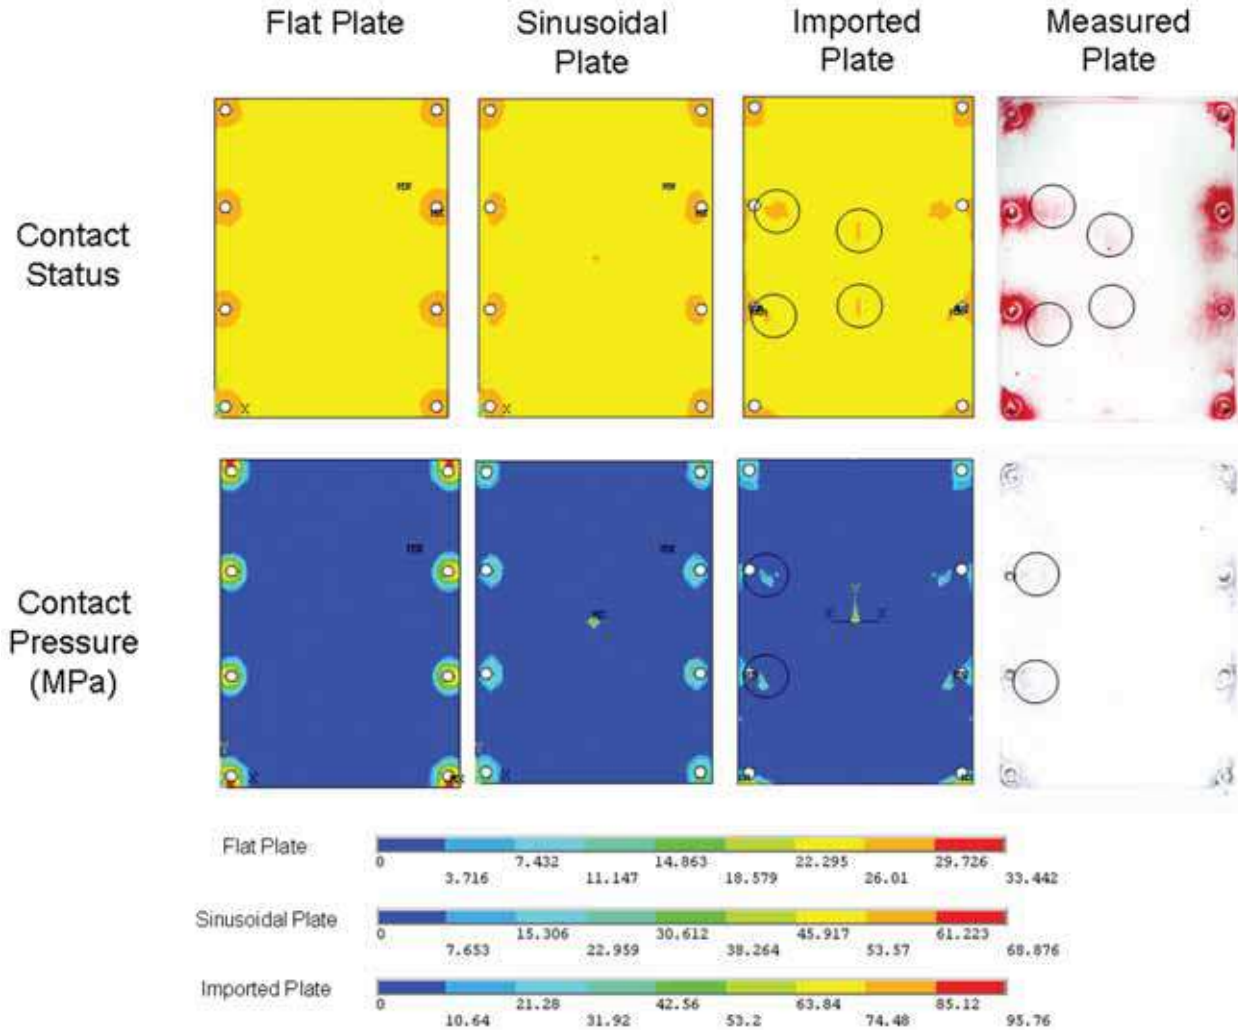 Flat Plate
Sinusoidal
Plate
Imported
Plate
Measured
Plate
Contact
Status
X
X
Contact
Pressure
(MPa)
Y
X
Y
X
Y
X
X
Flat Plate
0 7.432 14.863 22.295 29.726
3.716 11.147 18.579 26.01 33.442
Sinusoidal Plate
0 15.306 30.612 45.917 61.223
7.653 22.959 38.264 53.57 68.876
Imported Plate
0 21.28 42.56 63.84 85.12
10.64 31.92 53.2 74.48 95.76